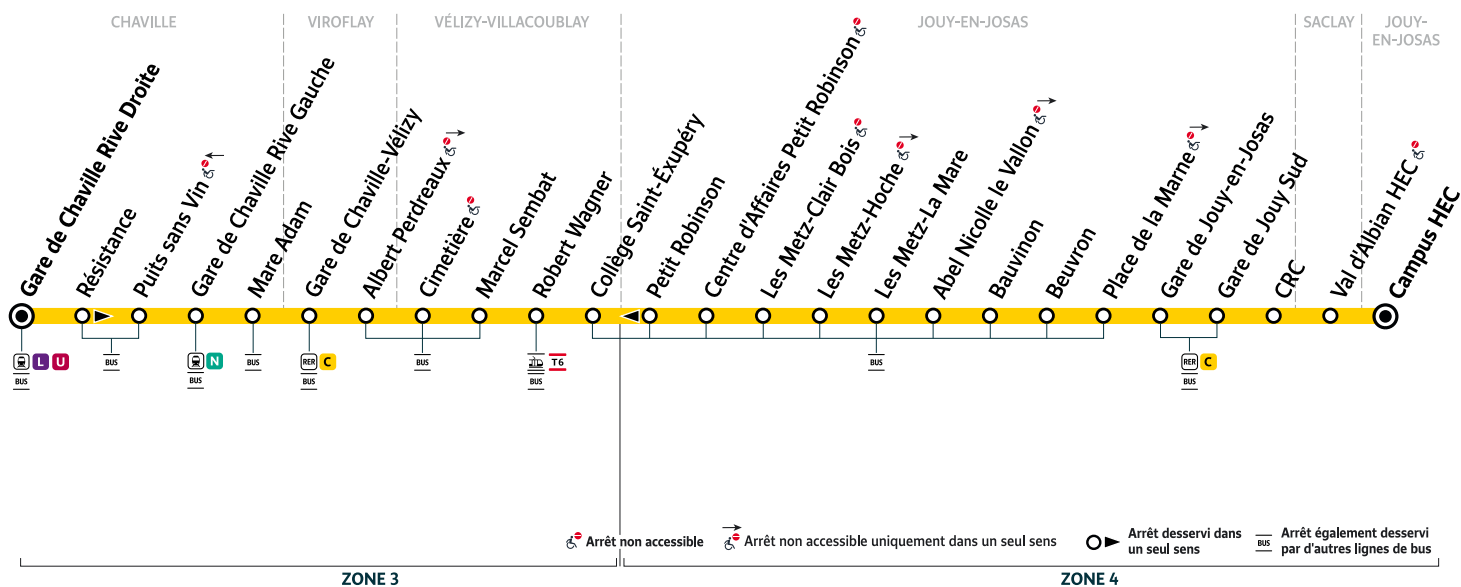 CHAVILLE
VIROFLAY
VÉLIZY-VILLACOUBLAY
JOUY-EN-JOSAS
SACLAY
JOUY-
EN-JOSAS
Gare de Chaville Rive Droite
Résistance
Puits sans Vin
Gare de Chaville Rive Gauche
Mare Adam
Gare de Chaville-Vélizy
Albert Perdreaux
Cimetière
Marcel Sembat
Robert Wagner
Collège Saint-Éxupéry
Petit Robinson
Centre d'Affaires Petit Robinson
Les Metz-Clair Bois
Les Metz-Hoche
Les Metz-La Mare
Abel Nicolle le Vallon
Bauvinon
Beuvron
Place de la Marne
Gare de Jouy-en-Josas
Gare de Jouy Sud
CRC
Val d'Albian HEC
Campus HEC
L U
BUS
BUS
N
BUS
BUS
RER C
BUS
BUS
T6
BUS
BUS
RER C
BUS
Arrêt non accessible
Arrêt non accessible uniquement dans un seul sens
Arrêt desservi dans
un seul sens
BUS
Arrêt également desservi
par d'autres lignes de bus
ZONE 3
ZONE 4